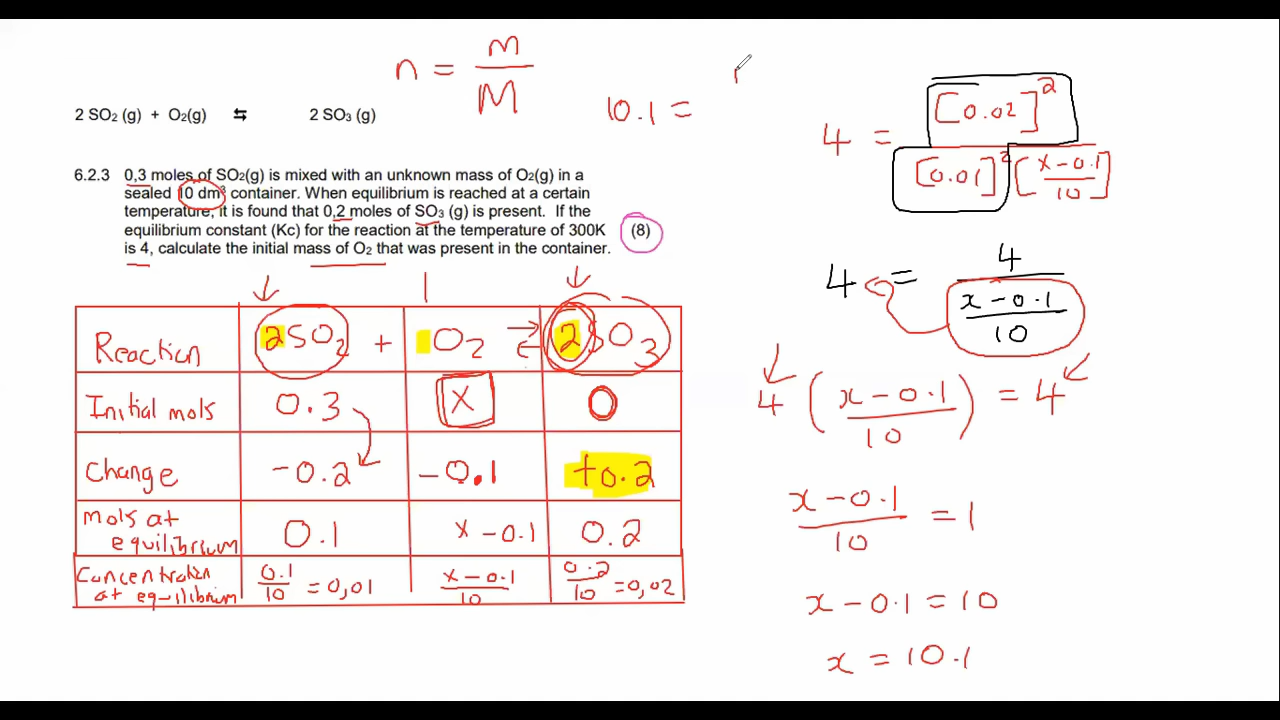 n = m/M
10.1 =
2 SO₂ (g) + O₂(g) ⇆ 2 SO₃ (g)
6.2.3 0,3 moles of SO₂(g) is mixed with an unknown mass of O₂(g) in a
sealed 10 dm³ container. When equilibrium is reached at a certain
temperature, it is found that 0,2 moles of SO₃ (g) is present. If the
equilibrium constant (Kc) for the reaction at the temperature of 300K (8)
is 4, calculate the initial mass of O₂ that was present in the container.
Reaction 2SO₂ + 1O₂ ⇌ 2SO₃
Initial mols 0.3 x 0
Change -0.2 -0.1 +0.2
Mols at
equilibrium 0.1 x - 0.1 0.2
Concentration
at equilibrium 0.1/10 = 0,01 x - 0.1/10 0.2/10 = 0,02
4 = [0.02]²/[0.01]² [x - 0.1/10]
4 = 4/(x - 0.1/10)
4 (x - 0.1/10) = 4
x - 0.1/10 = 1
x - 0.1 = 10
x = 10.1